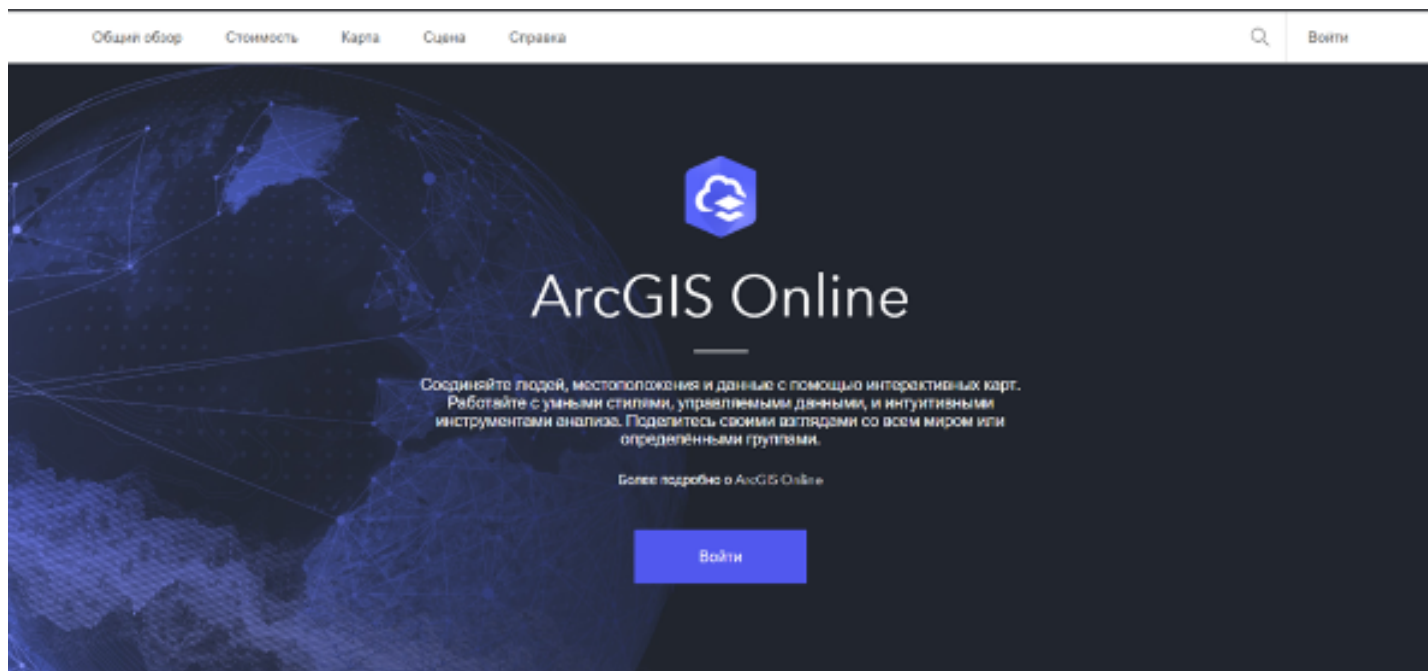 Общий обзор Стоимость Карта Сцена Справка Войти
ArcGIS Online
Соединяйте людей, местоположения и данные с помощью интерактивных карт.
Работайте с умными стилями, управляемыми данными, и интуитивными
инструментами анализа. Поделитесь своими взглядами со всем миром или
определёнными группами.
Более подробно о ArcGIS Online
Войти